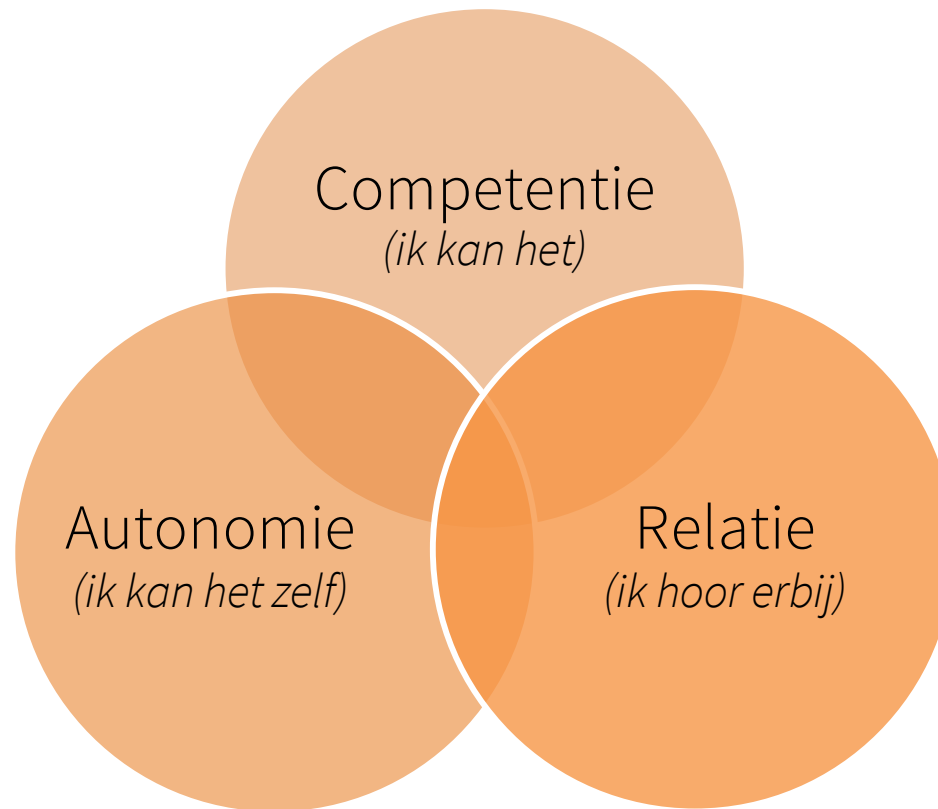 Competentie
(ik kan het)
Autonomie
(ik kan het zelf)
Relatie
(ik hoor erbij)